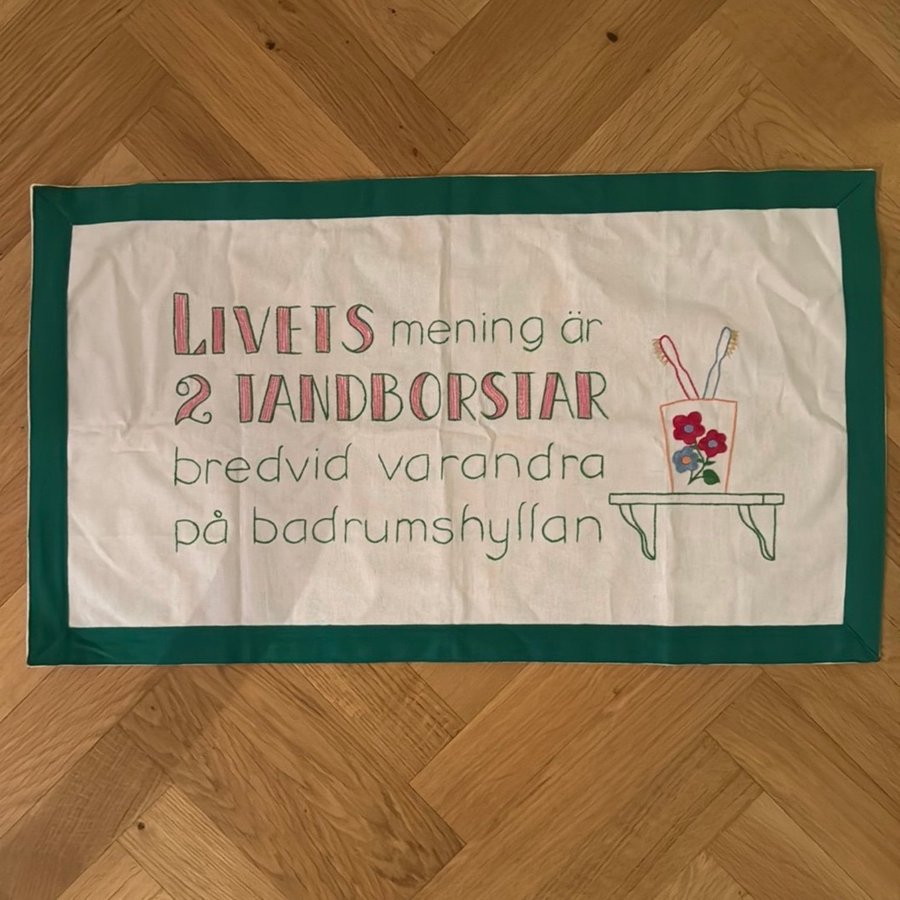 LIVETS mening är
2 TANDBORSTAR
bredvid varandra
på badrumshyllan